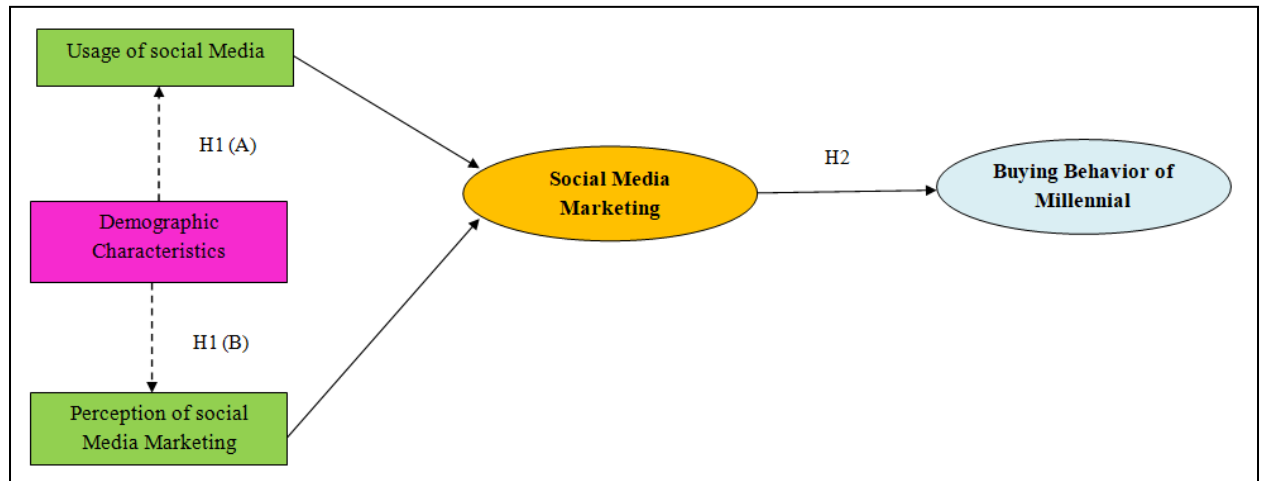 Usage of social Media
H1 (A)
Demographic
Characteristics
H1 (B)
Perception of social
Media Marketing
Social Media
Marketing
H2
Buying Behavior of
Millennial